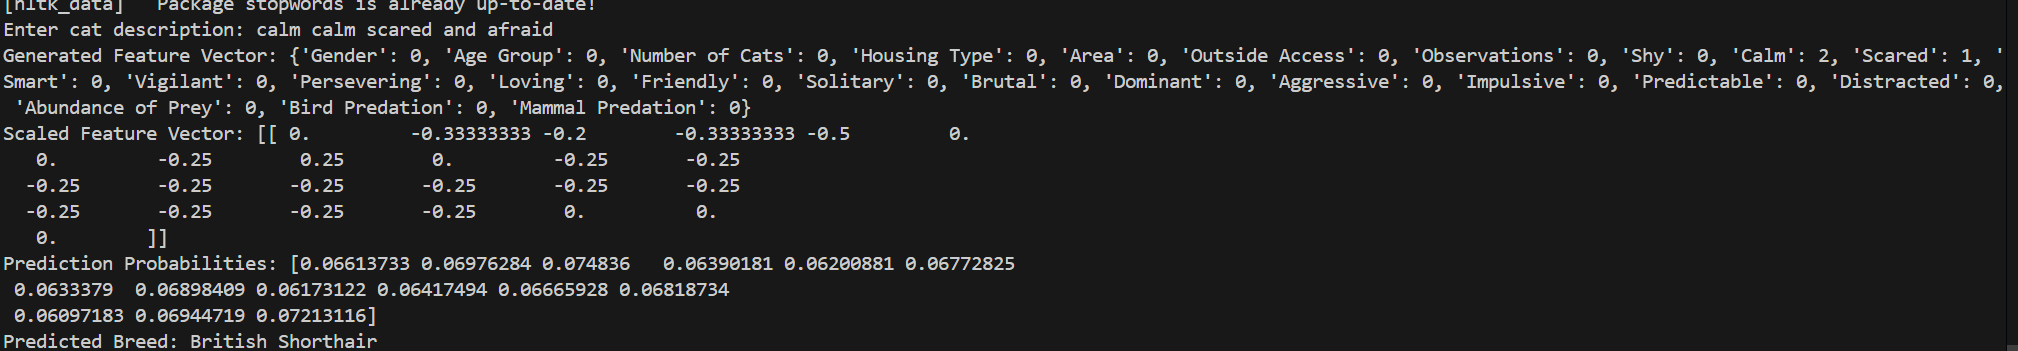 [nltk_data]   Package stopwords is already up-to-date!
Enter cat description: calm calm scared and afraid
Generated Feature Vector: {'Gender': 0, 'Age Group': 0, 'Number of Cats': 0, 'Housing Type': 0, 'Area': 0, 'Outside Access': 0, 'Observations': 0, 'Shy': 0, 'Calm': 2, 'Scared': 1, '
Smart': 0, 'Vigilant': 0, 'Persevering': 0, 'Loving': 0, 'Friendly': 0, 'Solitary': 0, 'Brutal': 0, 'Dominant': 0, 'Aggressive': 0, 'Impulsive': 0, 'Predictable': 0, 'Distracted': 0,
 'Abundance of Prey': 0, 'Bird Predation': 0, 'Mammal Predation': 0}
Scaled Feature Vector: [[ 0.         -0.33333333 -0.2        -0.33333333 -0.5         0.
   0.         -0.25        0.25        0.         -0.25       -0.25
  -0.25       -0.25       -0.25       -0.25       -0.25       -0.25
  -0.25       -0.25       -0.25       -0.25        0.          0.
   0.        ]]
Prediction Probabilities: [0.06613733 0.06976284 0.074836   0.06390181 0.06200881 0.06772825
 0.0633379  0.06898409 0.06173122 0.06417494 0.06665928 0.06818734
 0.06097183 0.06944719 0.07213116]
Predicted Breed: British Shorthair